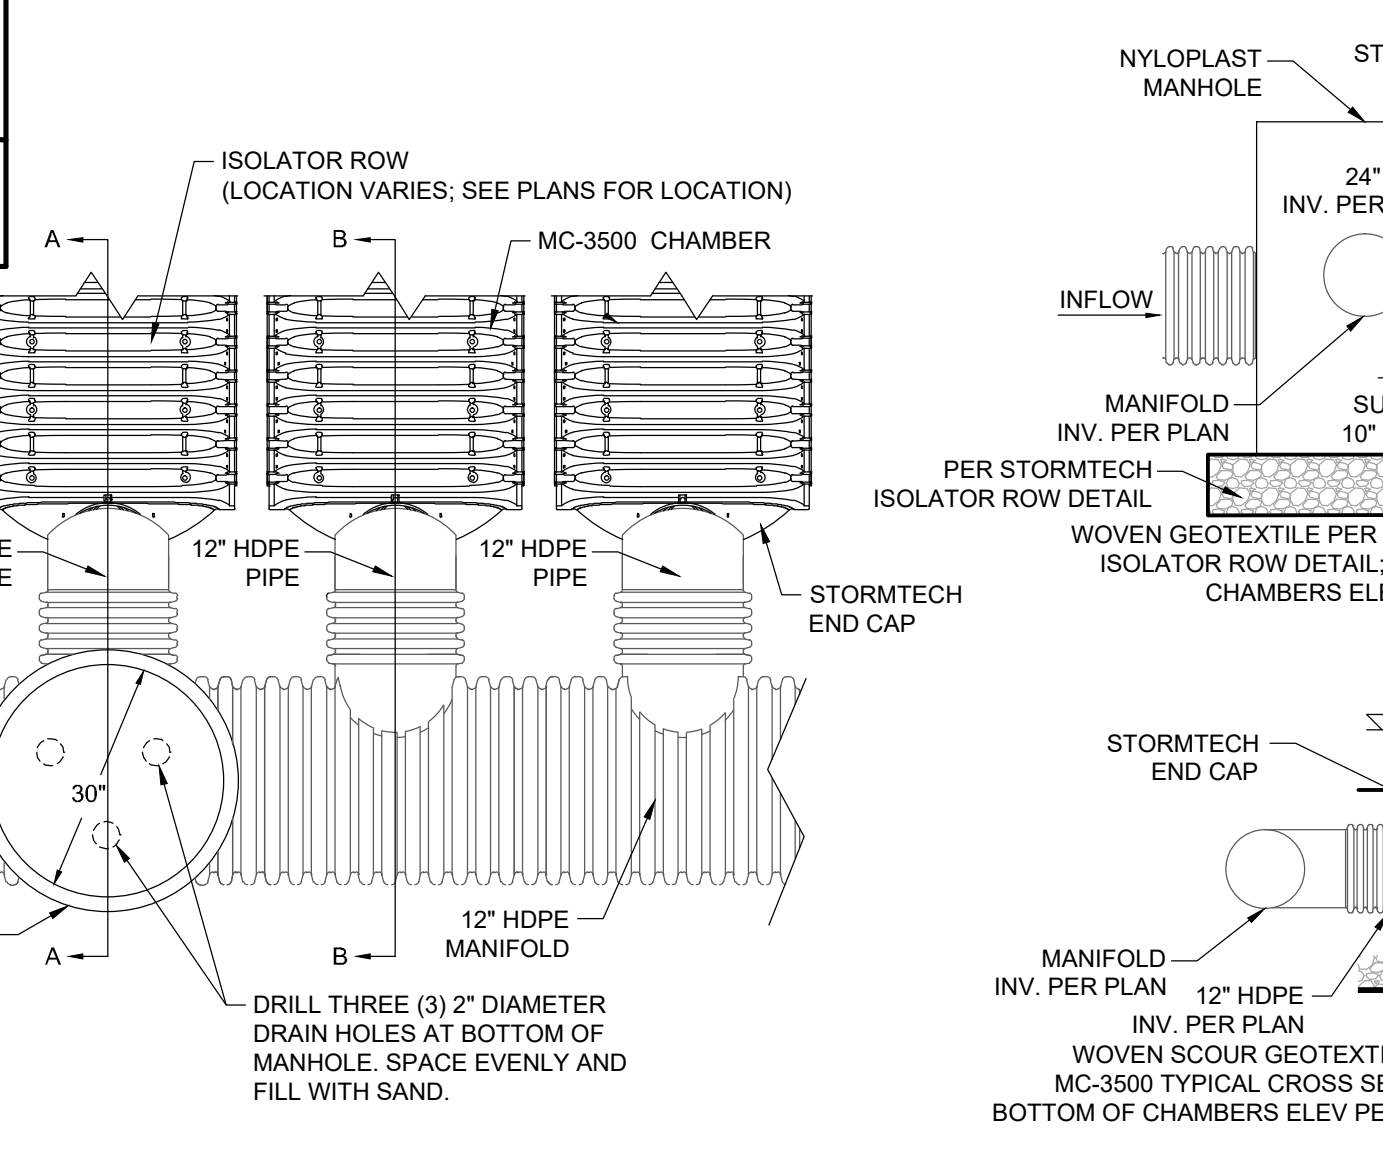 ISOLATOR ROW
(LOCATION VARIES; SEE PLANS FOR LOCATION)
A
B
MC-3500 CHAMBER
12" HDPE
PIPE
12" HDPE
PIPE
STORMTECH
END CAP
30"
12" HDPE
MANIFOLD
A
B
DRILL THREE (3) 2" DIAMETER
DRAIN HOLES AT BOTTOM OF
MANHOLE. SPACE EVENLY AND
FILL WITH SAND.
NYLOPLAST
MANHOLE
24"
INV. PER
INFLOW
MANIFOLD
INV. PER PLAN
10"
PER STORMTECH
ISOLATOR ROW DETAIL
WOVEN GEOTEXTILE PER
ISOLATOR ROW DETAIL;
CHAMBERS
STORMTECH
END CAP
MANIFOLD
INV. PER PLAN
12" HDPE
INV. PER PLAN
WOVEN SCOUR
MC-3500 TYPICAL CROSS
BOTTOM OF CHAMBERS ELEV